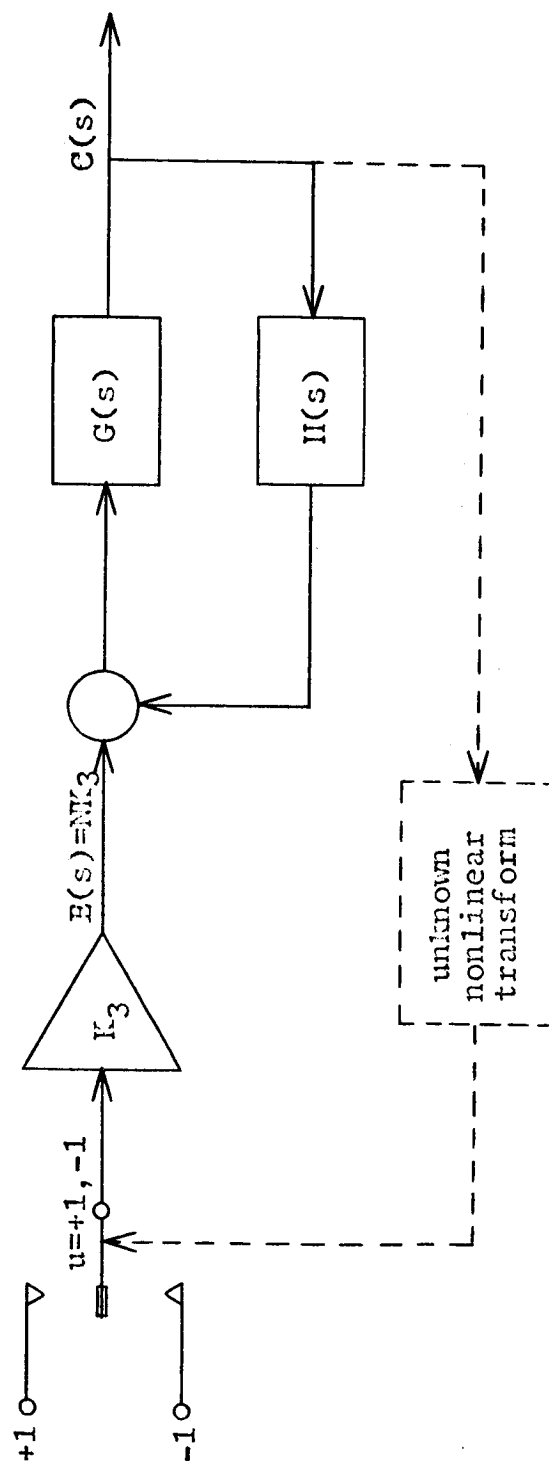 +1
-1
u=+1,-1
K3
E(s)=NK3
G(s)
C(s)
H(s)
unknown
nonlinear
transform